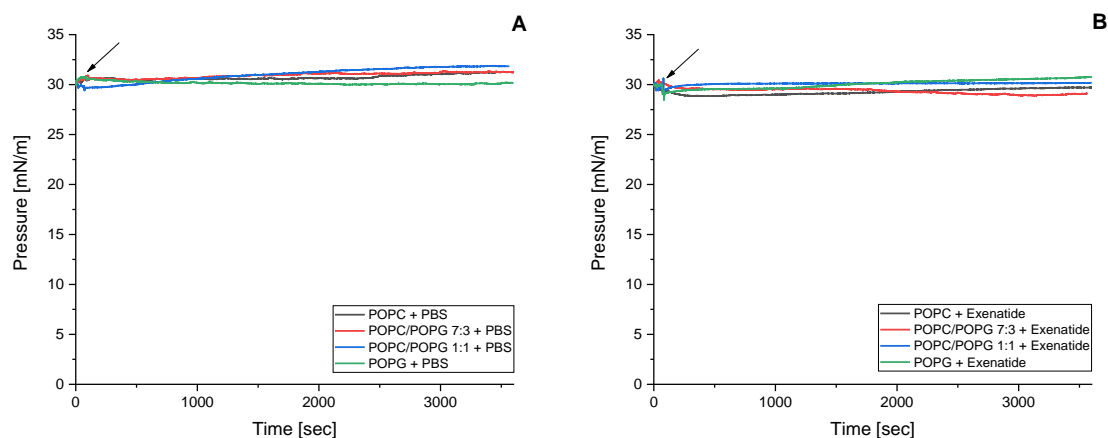 A
35
30
25
20
15
10
5
0
Pressure [mN/m]
0
1000
2000
3000
Time [sec]
POPC + PBS
POPC/POPG 7:3 + PBS
POPC/POPG 1:1 + PBS
POPG + PBS
B
35
30
25
20
15
10
5
0
Pressure [mN/m]
0
1000
2000
3000
Time [sec]
POPC + Exenatide
POPC/POPG 7:3 + Exenatide
POPC/POPG 1:1 + Exenatide
POPG + Exenatide